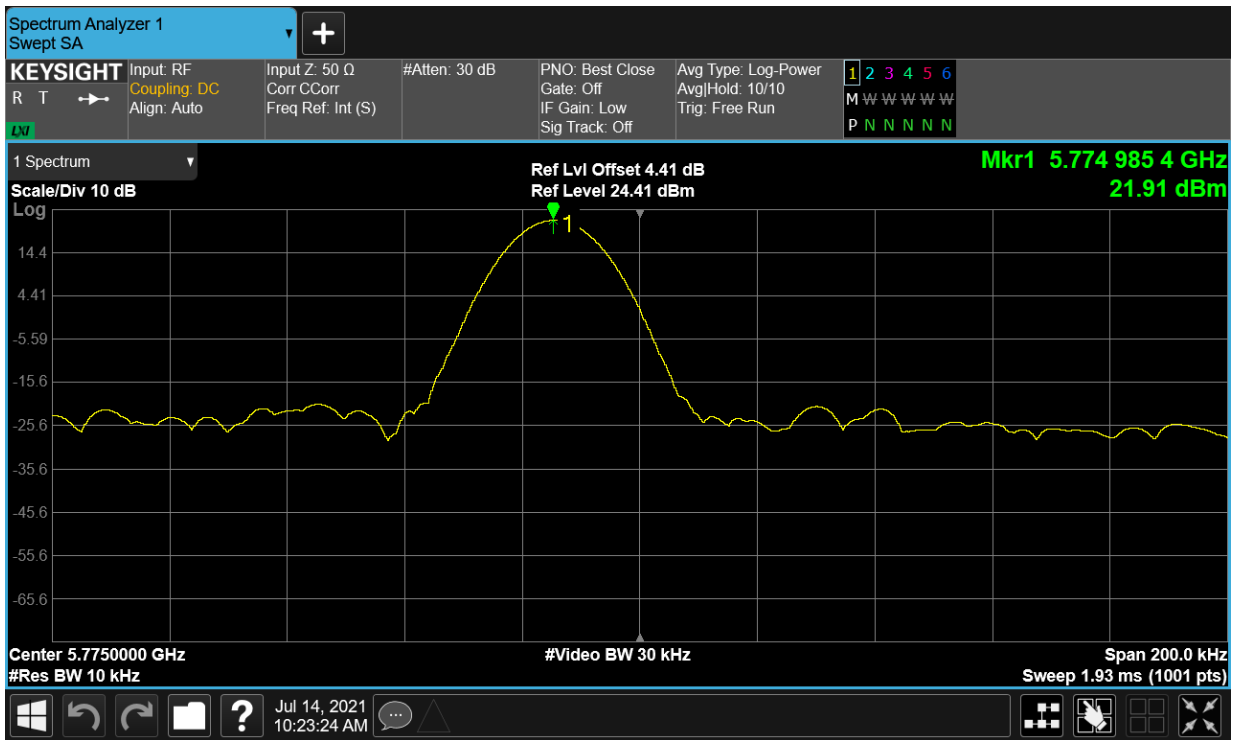 Spectrum Analyzer 1
Swept SA
+
KEYSIGHT
R T
LXI
Input: RF
Coupling: DC
Align: Auto
Input Z: 50 Ω
Corr CCorr
Freq Ref: Int (S)
#Atten: 30 dB
PNO: Best Close
Gate: Off
IF Gain: Low
Sig Track: Off
Avg Type: Log-Power
Avg|Hold: 10/10
Trig: Free Run
1 2 3 4 5 6
M W W W W W
P N N N N N
1 Spectrum
Scale/Div 10 dB
Log
Ref Lvl Offset 4.41 dB
Ref Level 24.41 dBm
Mkr1 5.774 985 4 GHz
21.91 dBm
1
14.4
4.41
-5.59
-15.6
-25.6
-35.6
-45.6
-55.6
-65.6
Center 5.7750000 GHz
#Res BW 10 kHz
#Video BW 30 kHz
Span 200.0 kHz
Sweep 1.93 ms (1001 pts)
?
Jul 14, 2021
10:23:24 AM